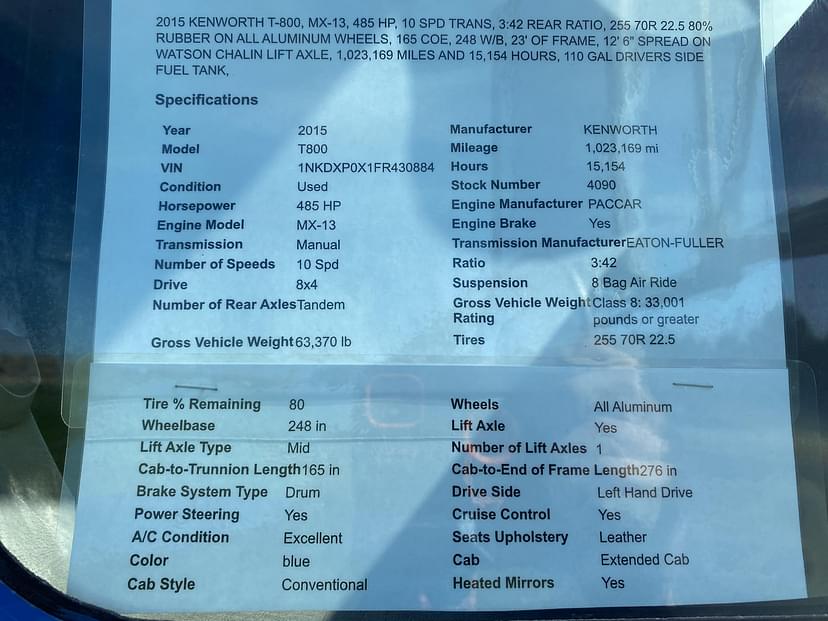 2015 KENWORTH T-800, MX-13, 485 HP, 10 SPD TRANS, 3:42 REAR RATIO, 255 70R 22.5 80%
RUBBER ON ALL ALUMINUM WHEELS, 165 COE, 248 W/B, 23' OF FRAME, 12' 6" SPREAD ON
WATSON CHALIN LIFT AXLE, 1,023,169 MILES AND 15,154 HOURS, 110 GAL DRIVERS SIDE
FUEL TANK,
Specifications
Year 2015 Manufacturer KENWORTH
Model T800 Mileage 1,023,169 mi
VIN 1NKDXP0X1FR430884 Hours 15,154
Condition Used Stock Number 4090
Horsepower 485 HP Engine Manufacturer PACCAR
Engine Model MX-13 Engine Brake Yes
Transmission Manual Transmission Manufacturer EATON-FULLER
Number of Speeds 10 Spd Ratio 3:42
Drive 8x4 Suspension 8 Bag Air Ride
Number of Rear Axles Tandem Gross Vehicle Weight Class 8: 33,001
Rating pounds or greater
Gross Vehicle Weight 63,370 lb Tires 255 70R 22.5
Tire % Remaining 80 Wheels All Aluminum
Wheelbase 248 in Lift Axle Yes
Lift Axle Type Mid Number of Lift Axles 1
Cab-to-Trunnion Length 165 in Cab-to-End of Frame Length 276 in
Brake System Type Drum Drive Side Left Hand Drive
Power Steering Yes Cruise Control Yes
A/C Condition Excellent Seats Upholstery Leather
Color blue Cab Extended Cab
Cab Style Conventional Heated Mirrors Yes